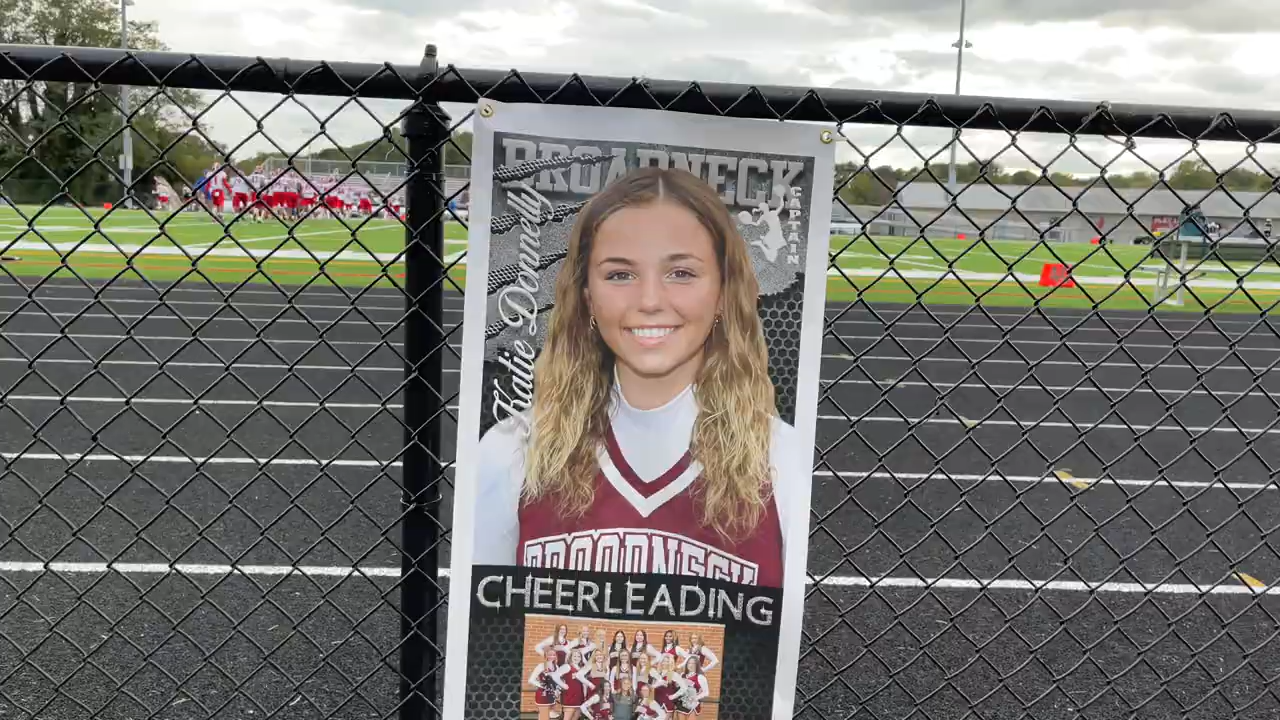 BROADNECK
CAPTAIN
Katie Donnelly
BROADNECK
CHEERLEADING